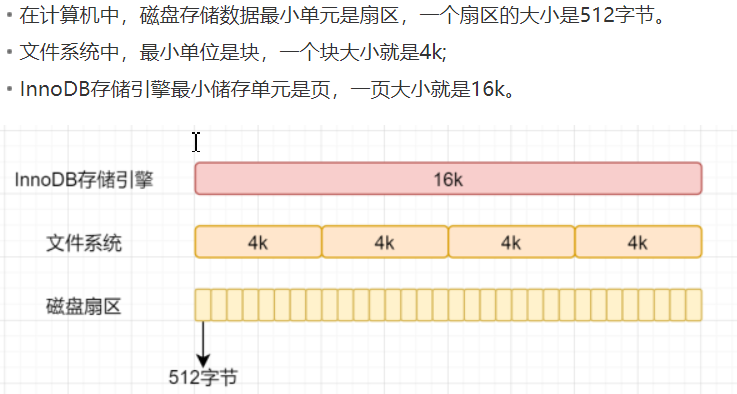 在计算机中，磁盘存储数据最小单元是扇区，一个扇区的大小是512字节。
文件系统中，最小单位是块，一个块大小就是4k;
InnoDB存储引擎最小储存单元是页，一页大小就是16k。
InnoDB存储引擎 16k
文件系统 4k 4k 4k 4k
磁盘扇区
512字节